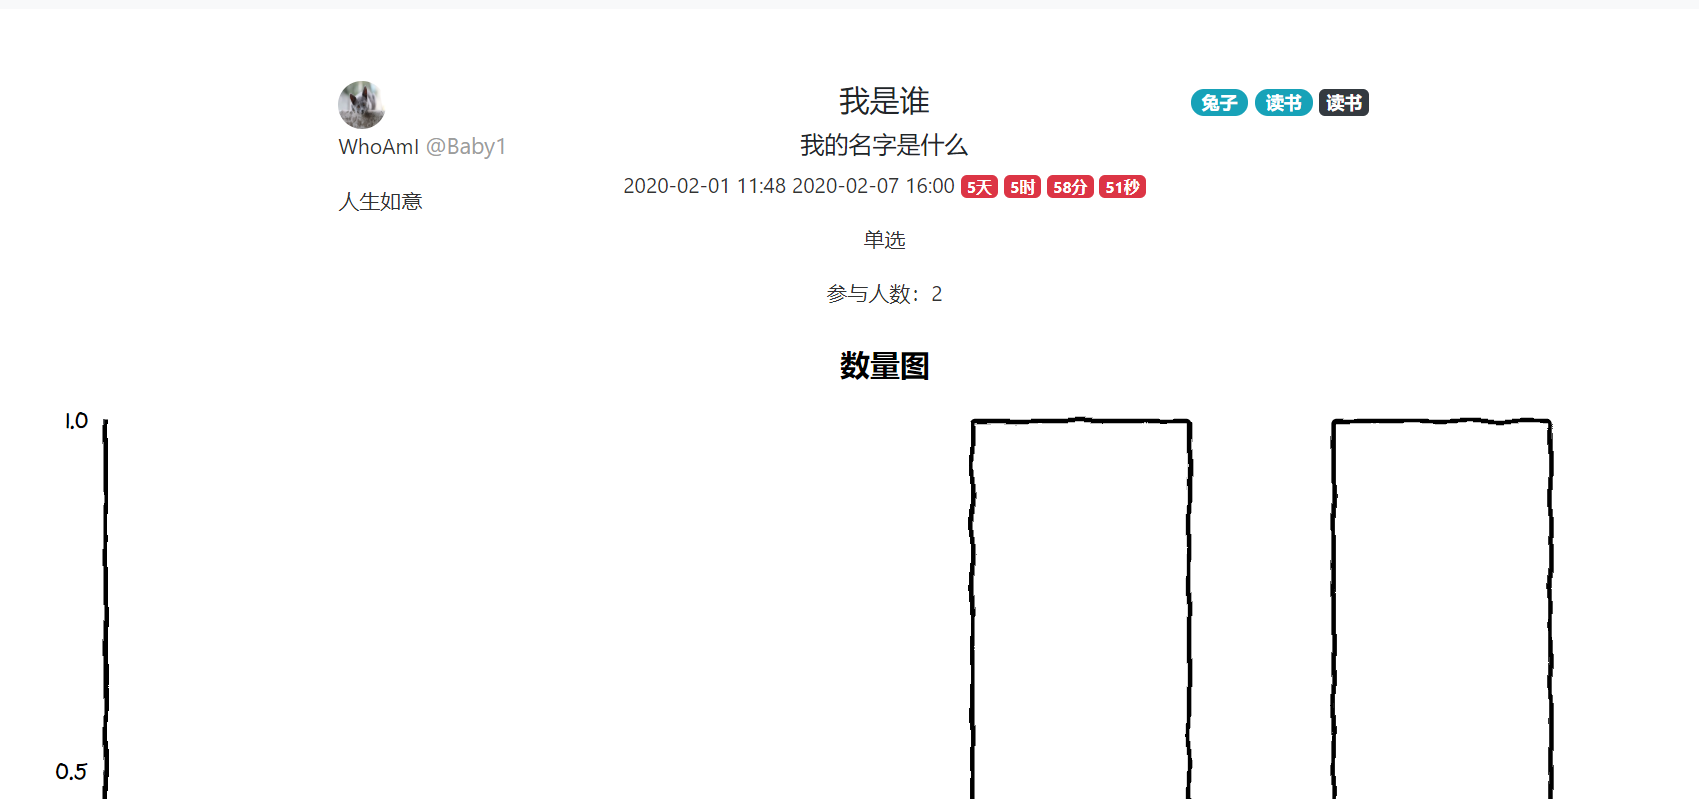 我是谁
兔子 读书 读书
WhoAmI @Baby1
我的名字是什么
2020-02-01 11:48 2020-02-07 16:00 5天 5时 58分 51秒
人生如意
单选
参与人数：2
数量图
1.0
0.5